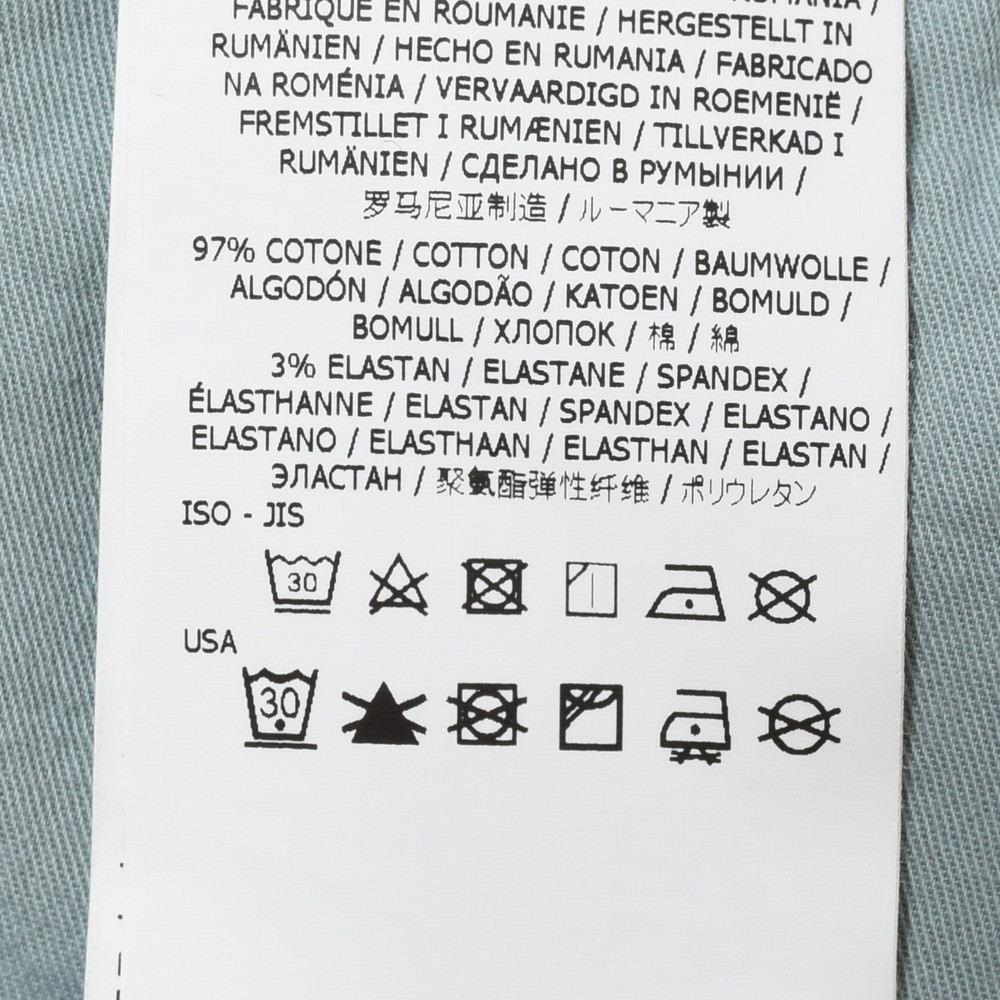 FABRIQUÉ EN ROUMANIE / HERGESTELLT IN
RUMÄNIEN / HECHO EN RUMANIA / FABRICADO
NA ROMÉNIA / VERVAARDIGD IN ROEMENIË /
FREMSTILLET I RUMÆNIEN / TILLVERKAD I
RUMÄNIEN / СДЕЛАНО В РУМЫНИИ /
罗马尼亚制造 / ルーマニア製
97% COTONE / COTTON / COTON / BAUMWOLLE /
ALGODÓN / ALGODÃO / KATOEN / BOMULD /
BOMULL / ХЛОПОК / 棉 / 綿
3% ELASTAN / ELASTANE / SPANDEX /
ÉLASTHANNE / ELASTAN / SPANDEX / ELASTANO /
ELASTANO / ELASTHAAN / ELASTHAN / ELASTAN /
ЭЛАСТАН / 聚氨酯弹性纤维 / ポリウレタン
ISO - JIS
30
USA
30